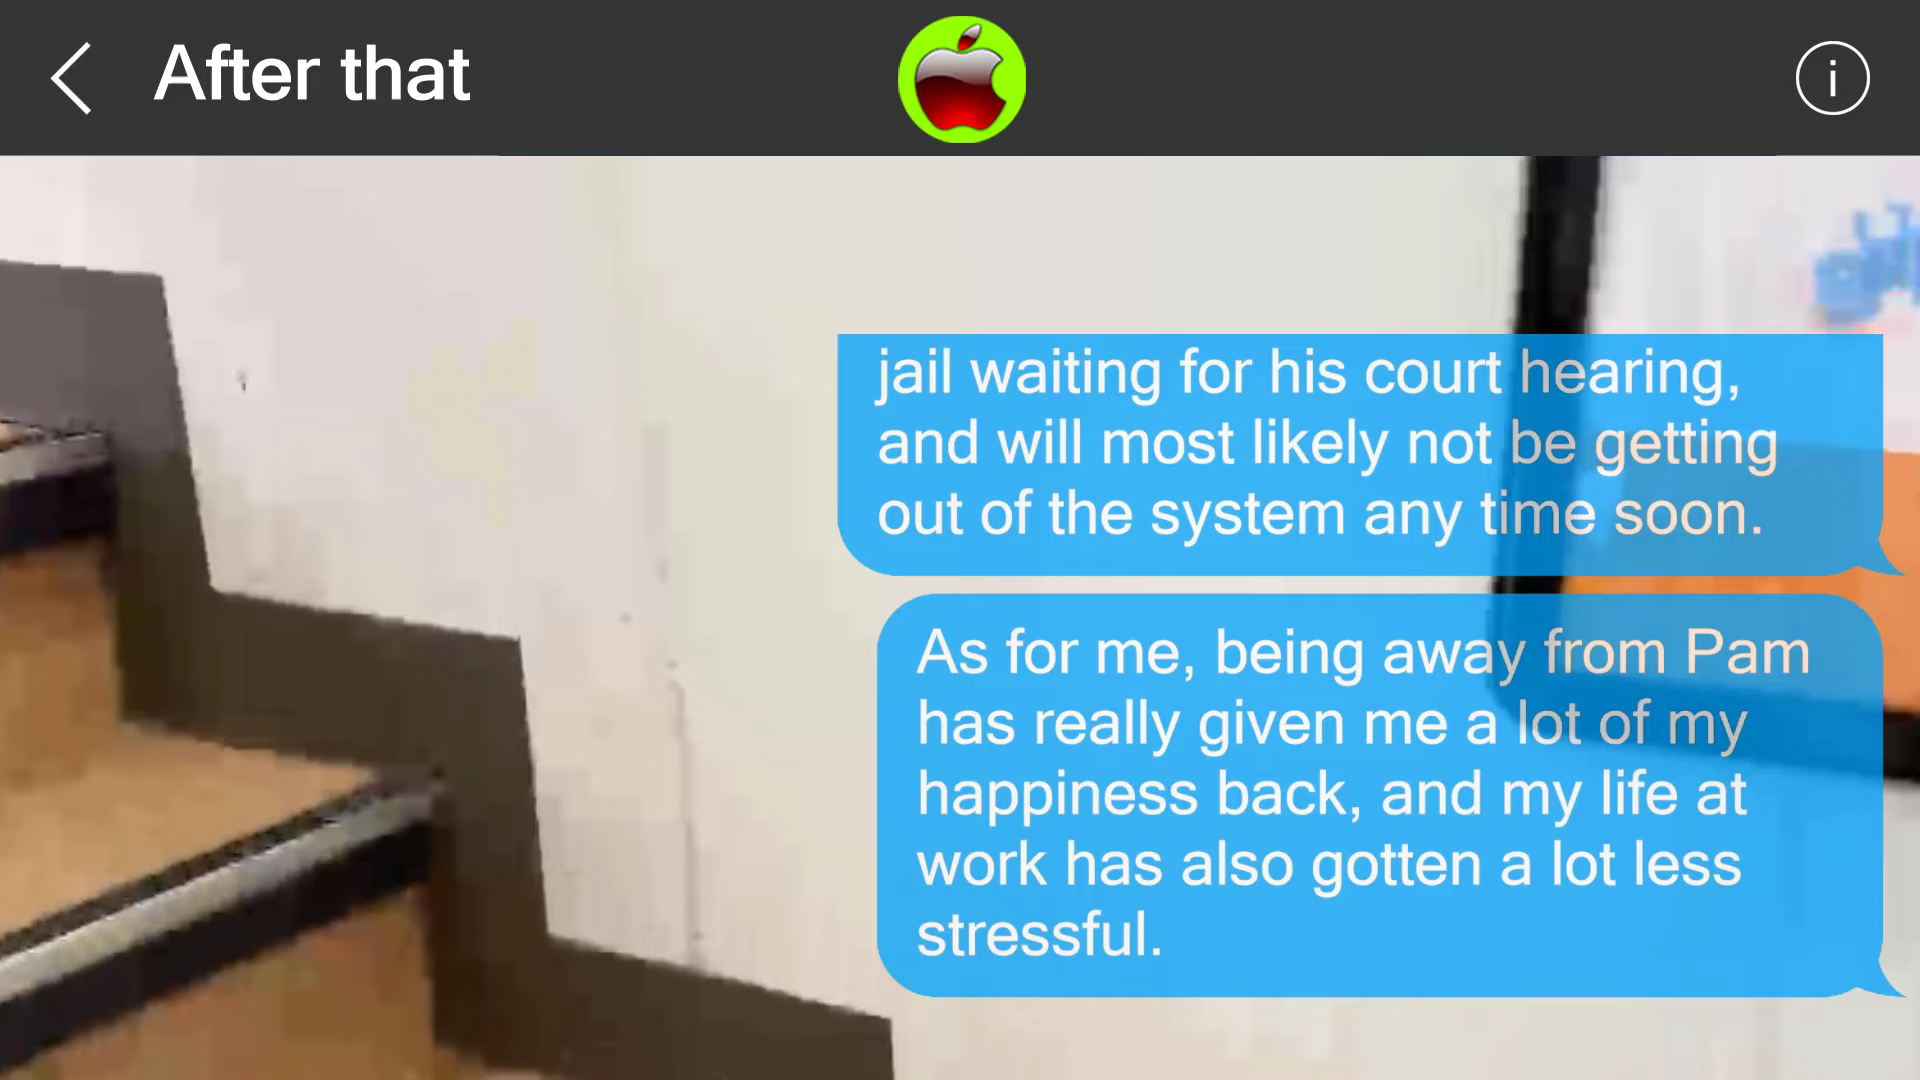 After that
i
jail waiting for his court hearing,
and will most likely not be getting
out of the system any time soon.
As for me, being away from Pam
has really given me a lot of my
happiness back, and my life at
work has also gotten a lot less
stressful.